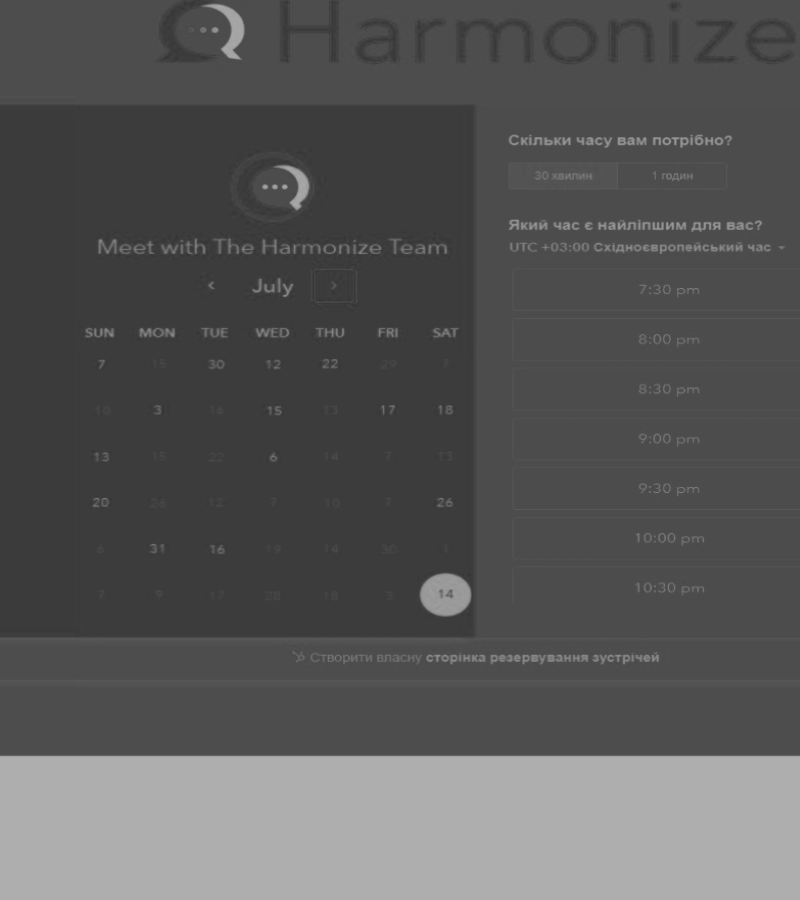 Harmonize
Meet with The Harmonize Team
July
SUN MON TUE WED THU FRI SAT
7 15 30 12 22 29 7
10 3 16 15 13 17 18
13 15 22 6 14 7 13
20 26 12 7 10 7 26
6 31 16 19 14 30 1
7 9 17 28 18 3 14
Скільки часу вам потрібно?
30 хвилин 1 годин
Який час є найліпшим для вас?
UTC +03:00 Східноєвропейський час
7:30 pm
8:00 pm
8:30 pm
9:00 pm
9:30 pm
10:00 pm
10:30 pm
Створити власну сторінка резервування зустрічей